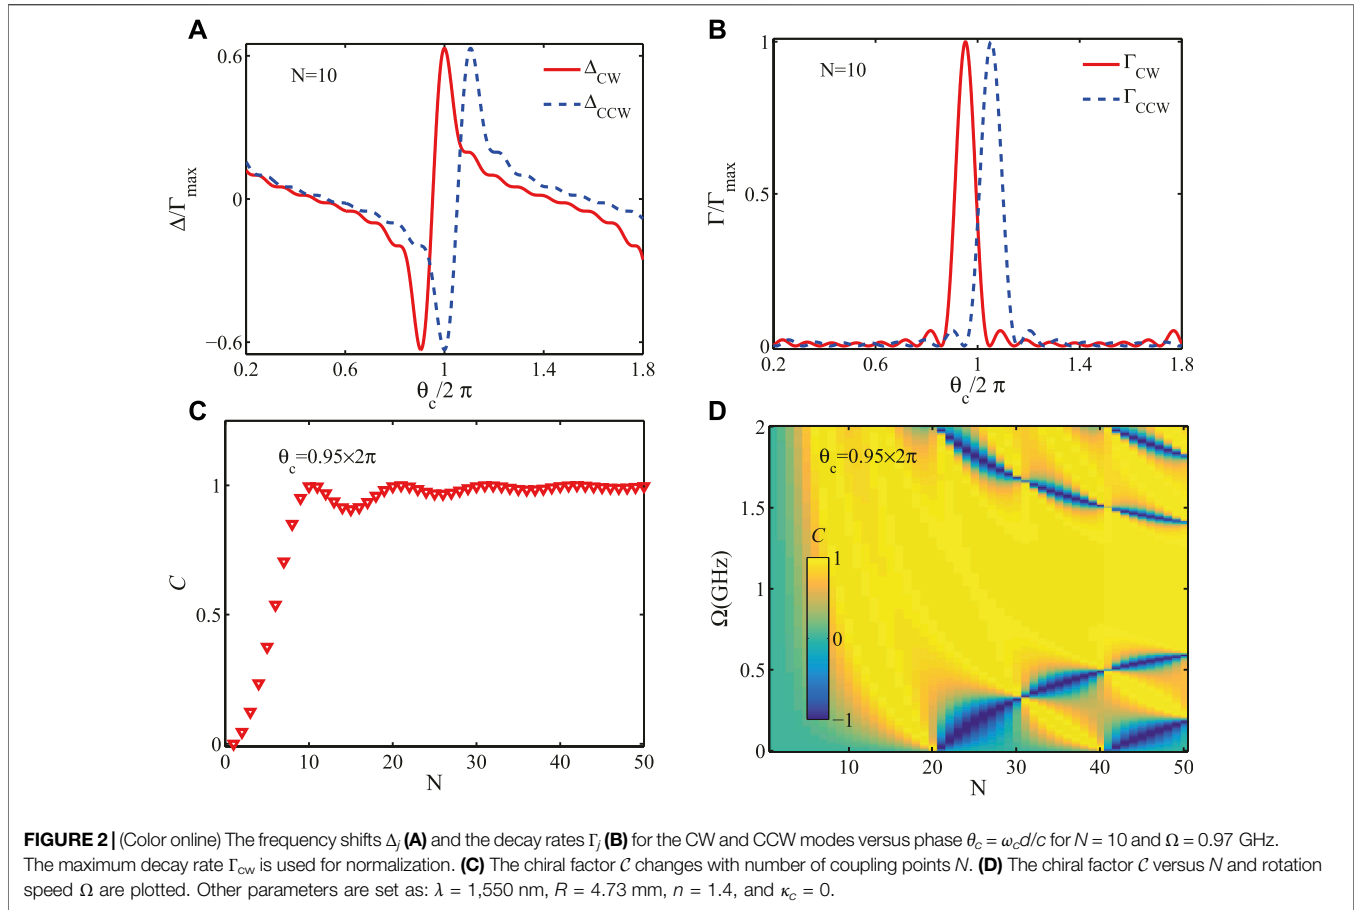 A
B
0.6
N=10
Δ_CW
Δ_CCW
Δ/Γ_max
0
−0.6
0.2
0.6
1
1.4
1.8
θ_c/2 π
1
N=10
Γ_CW
Γ_CCW
Γ/Γ_max
0.5
0
0.2
0.6
1
1.4
1.8
θ_c/2 π
C
D
θ_c=0.95×2π
1
C
0.5
0
0
10
20
30
40
50
N
2
θ_c=0.95×2π
1.5
C
1
Ω(GHz)
1
0
0.5
−1
0
10
20
30
40
50
N
FIGURE 2 | (Color online) The frequency shifts Δ_j (A) and the decay rates Γ_j (B) for the CW and CCW modes versus phase θ_c = ω_c d/c for N = 10 and Ω = 0.97 GHz.
The maximum decay rate Γ_cw is used for normalization. (C) The chiral factor 𝒞 changes with number of coupling points N. (D) The chiral factor 𝒞 versus N and rotation
speed Ω are plotted. Other parameters are set as: λ = 1,550 nm, R = 4.73 mm, n = 1.4, and κ_c = 0.